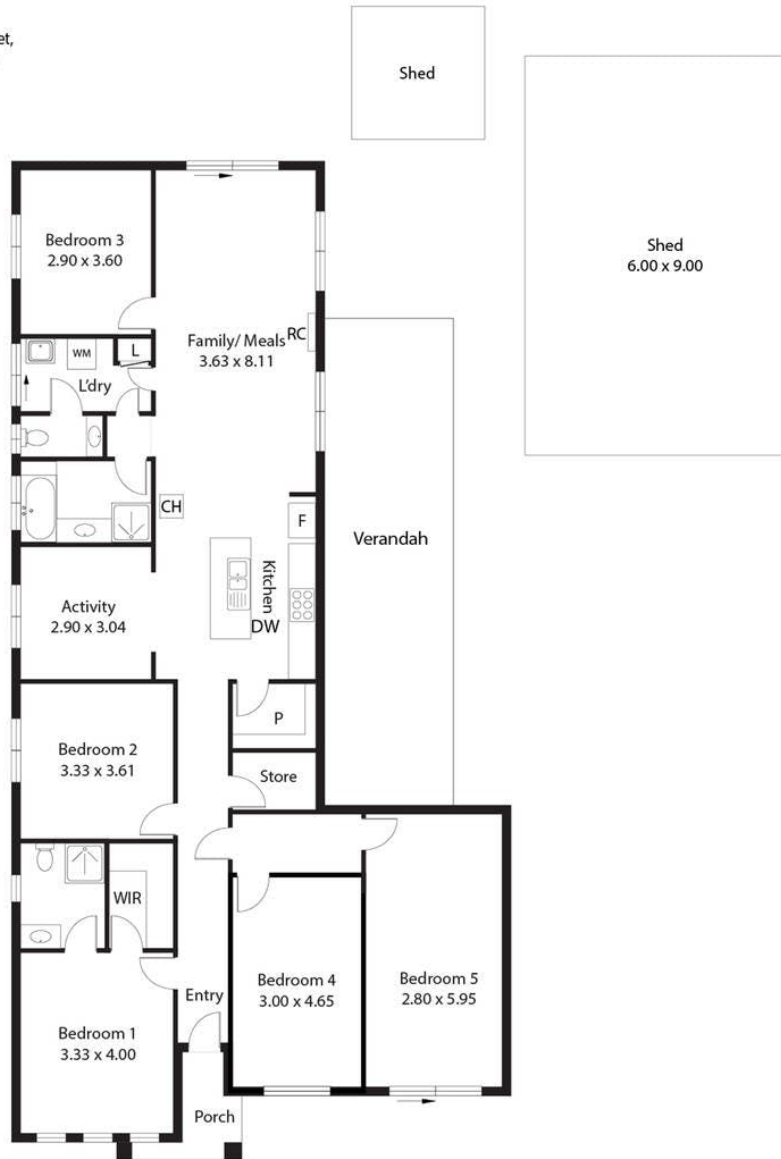 et,
Shed
Shed
6.00 x 9.00
Bedroom 3
2.90 x 3.60
Family/ Meals
3.63 x 8.11
RC
WM
L
L'dry
CH
F
Verandah
Kitchen
DW
Activity
2.90 x 3.04
P
Bedroom 2
3.33 x 3.61
Store
WIR
Bedroom 4
3.00 x 4.65
Bedroom 5
2.80 x 5.95
Entry
Bedroom 1
3.33 x 4.00
Porch